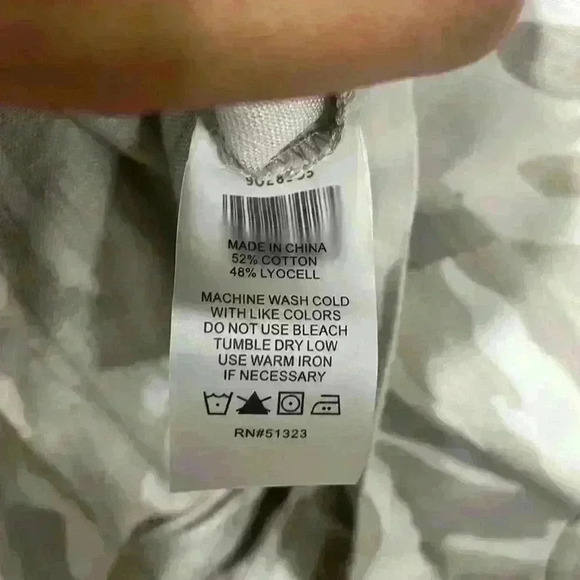 MADE IN CHINA
52% COTTON
48% LYOCELL
MACHINE WASH COLD
WITH LIKE COLORS
DO NOT USE BLEACH
TUMBLE DRY LOW
USE WARM IRON
IF NECESSARY
RN#51323